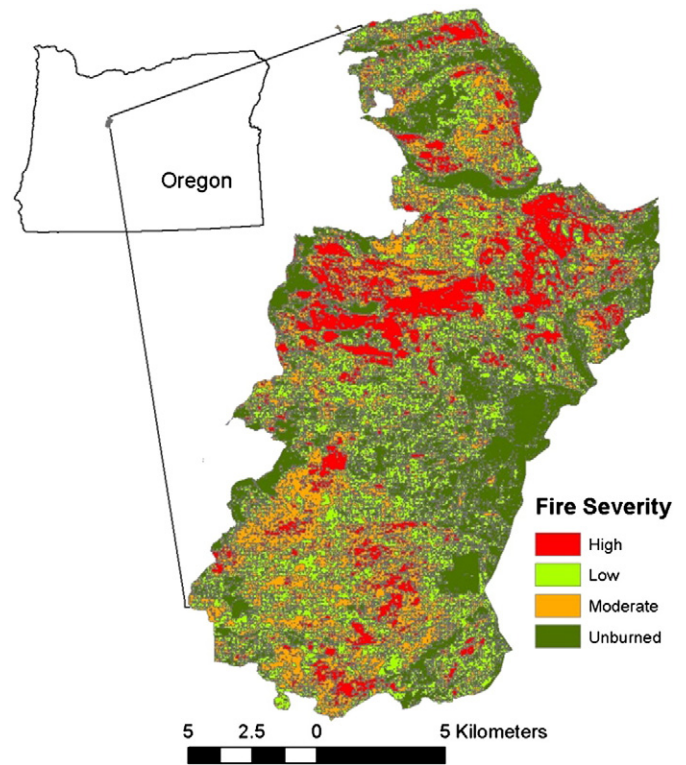 Oregon
Fire Severity
High
Low
Moderate
Unburned
5 2.5 0 5 Kilometers